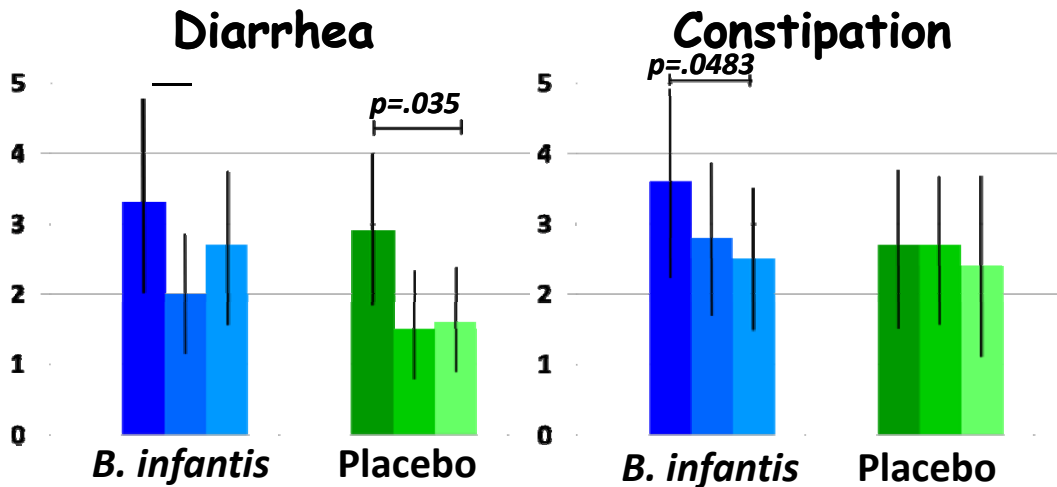 Diarrhea
5
4
3
2
1
0
p=.035
B. infantis Placebo
Constipation
p=.0483
5
4
3
2
1
0
B. infantis Placebo